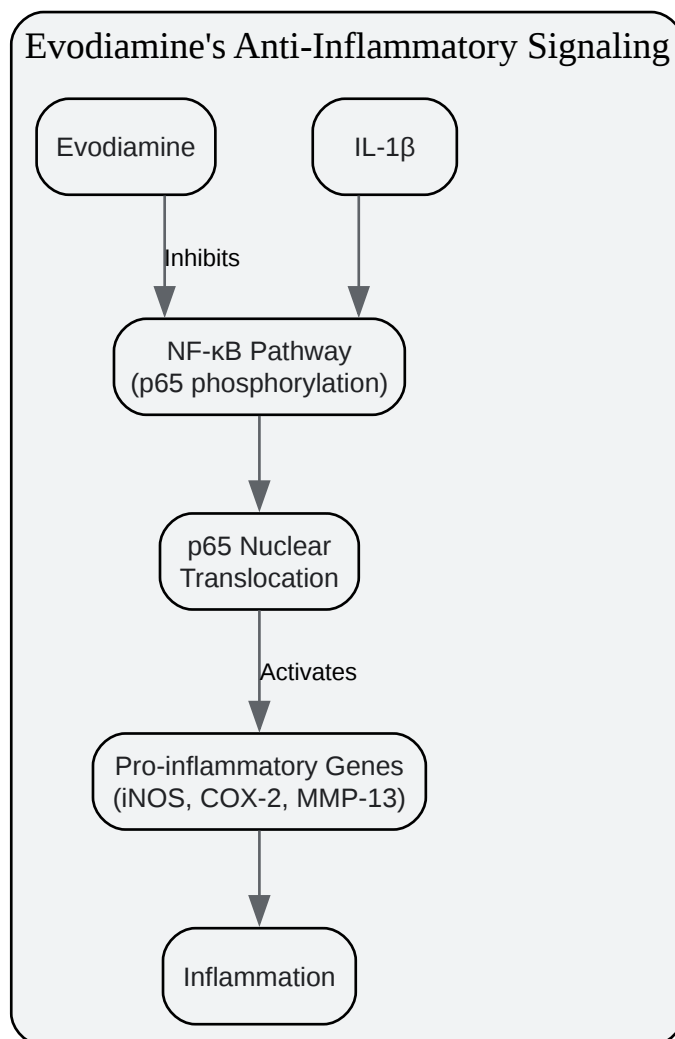 Evodiamine's Anti-Inflammatory Signaling
Evodiamine
IL-1β
Inhibits
NF-κB Pathway
(p65 phosphorylation)
p65 Nuclear
Translocation
Activates
Pro-inflammatory Genes
(iNOS, COX-2, MMP-13)
Inflammation